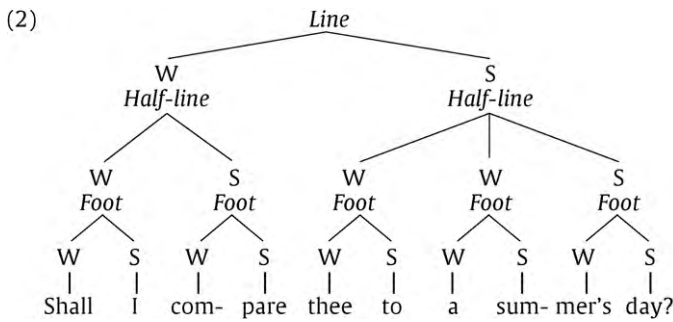 (2) Line
W S
Half-line Half-line
W S W W S
Foot Foot Foot Foot Foot
W S W S W S W S W S
Shall I com- pare thee to a sum- mer's day?